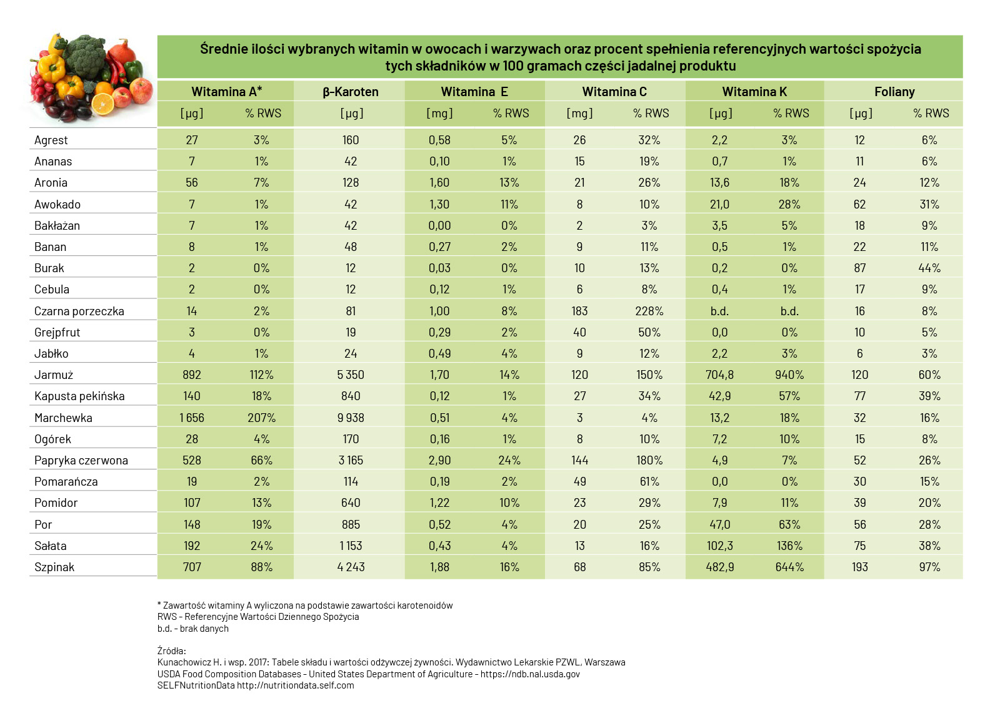 Średnie ilości wybranych witamin w owocach i warzywach oraz procent spełnienia referencyjnych wartości spożycia
tych składników w 100 gramach części jadalnej produktu
Witamina A* β-Karoten Witamina E Witamina C Witamina K Foliany
[µg] % RWS [µg] [mg] % RWS [mg] % RWS [µg] % RWS [µg] % RWS
Agrest 27 3% 160 0,58 5% 26 32% 2,2 3% 12 6%
Ananas 7 1% 42 0,10 1% 15 19% 0,7 1% 11 6%
Aronia 56 7% 128 1,60 13% 21 26% 13,6 18% 24 12%
Awokado 7 1% 42 1,30 11% 8 10% 21,0 28% 62 31%
Bakłażan 7 1% 42 0,00 0% 2 3% 3,5 5% 18 9%
Banan 8 1% 48 0,27 2% 9 11% 0,5 1% 22 11%
Burak 2 0% 12 0,03 0% 10 13% 0,2 0% 87 44%
Cebula 2 0% 12 0,12 1% 6 8% 0,4 1% 17 9%
Czarna porzeczka 14 2% 81 1,00 8% 183 228% b.d. b.d. 16 8%
Grejpfrut 3 0% 19 0,29 2% 40 50% 0,0 0% 10 5%
Jabłko 4 1% 24 0,49 4% 9 12% 2,2 3% 6 3%
Jarmuż 892 112% 5 350 1,70 14% 120 150% 704,8 940% 120 60%
Kapusta pekińska 140 18% 840 0,12 1% 27 34% 42,9 57% 77 39%
Marchewka 1 656 207% 9 938 0,51 4% 3 4% 13,2 18% 32 16%
Ogórek 28 4% 170 0,16 1% 8 10% 7,2 10% 15 8%
Papryka czerwona 528 66% 3 165 2,90 24% 144 180% 4,9 7% 52 26%
Pomarańcza 19 2% 114 0,19 2% 49 61% 0,0 0% 30 15%
Pomidor 107 13% 640 1,22 10% 23 29% 7,9 11% 39 20%
Por 148 19% 885 0,52 4% 20 25% 47,0 63% 56 28%
Sałata 192 24% 1 153 0,43 4% 13 16% 102,3 136% 75 38%
Szpinak 707 88% 4 243 1,88 16% 68 85% 482,9 644% 193 97%
* Zawartość witaminy A wyliczona na podstawie zawartości karotenoidów
RWS - Referencyjne Wartości Dziennego Spożycia
b.d. - brak danych
Źródła:
Kunachowicz H. i wsp. 2017: Tabele składu i wartości odżywczej żywności. Wydawnictwo Lekarskie PZWL, Warszawa
USDA Food Composition Databases - United States Department of Agriculture - https://ndb.nal.usda.gov
SELFNutritionData http://nutritiondata.self.com